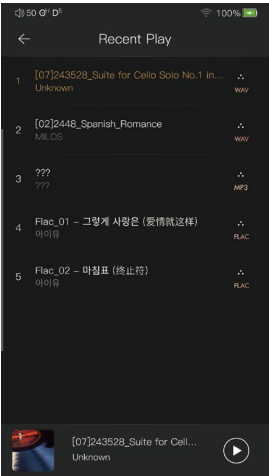 50 G" D⁵ 100%
Recent Play
1 [07]243528_Suite for Cello Solo No.1 in... WAV
Unknown
2 [02]2448_Spanish_Romance WAV
MILOS
3 ??? MP3
???
4 Flac_01 – 그렇게 사랑은 (爱情就这样) FLAC
아이유
5 Flac_02 – 마침표 (终止符) FLAC
아이유
[07]243528_Suite for Cell...
Unknown